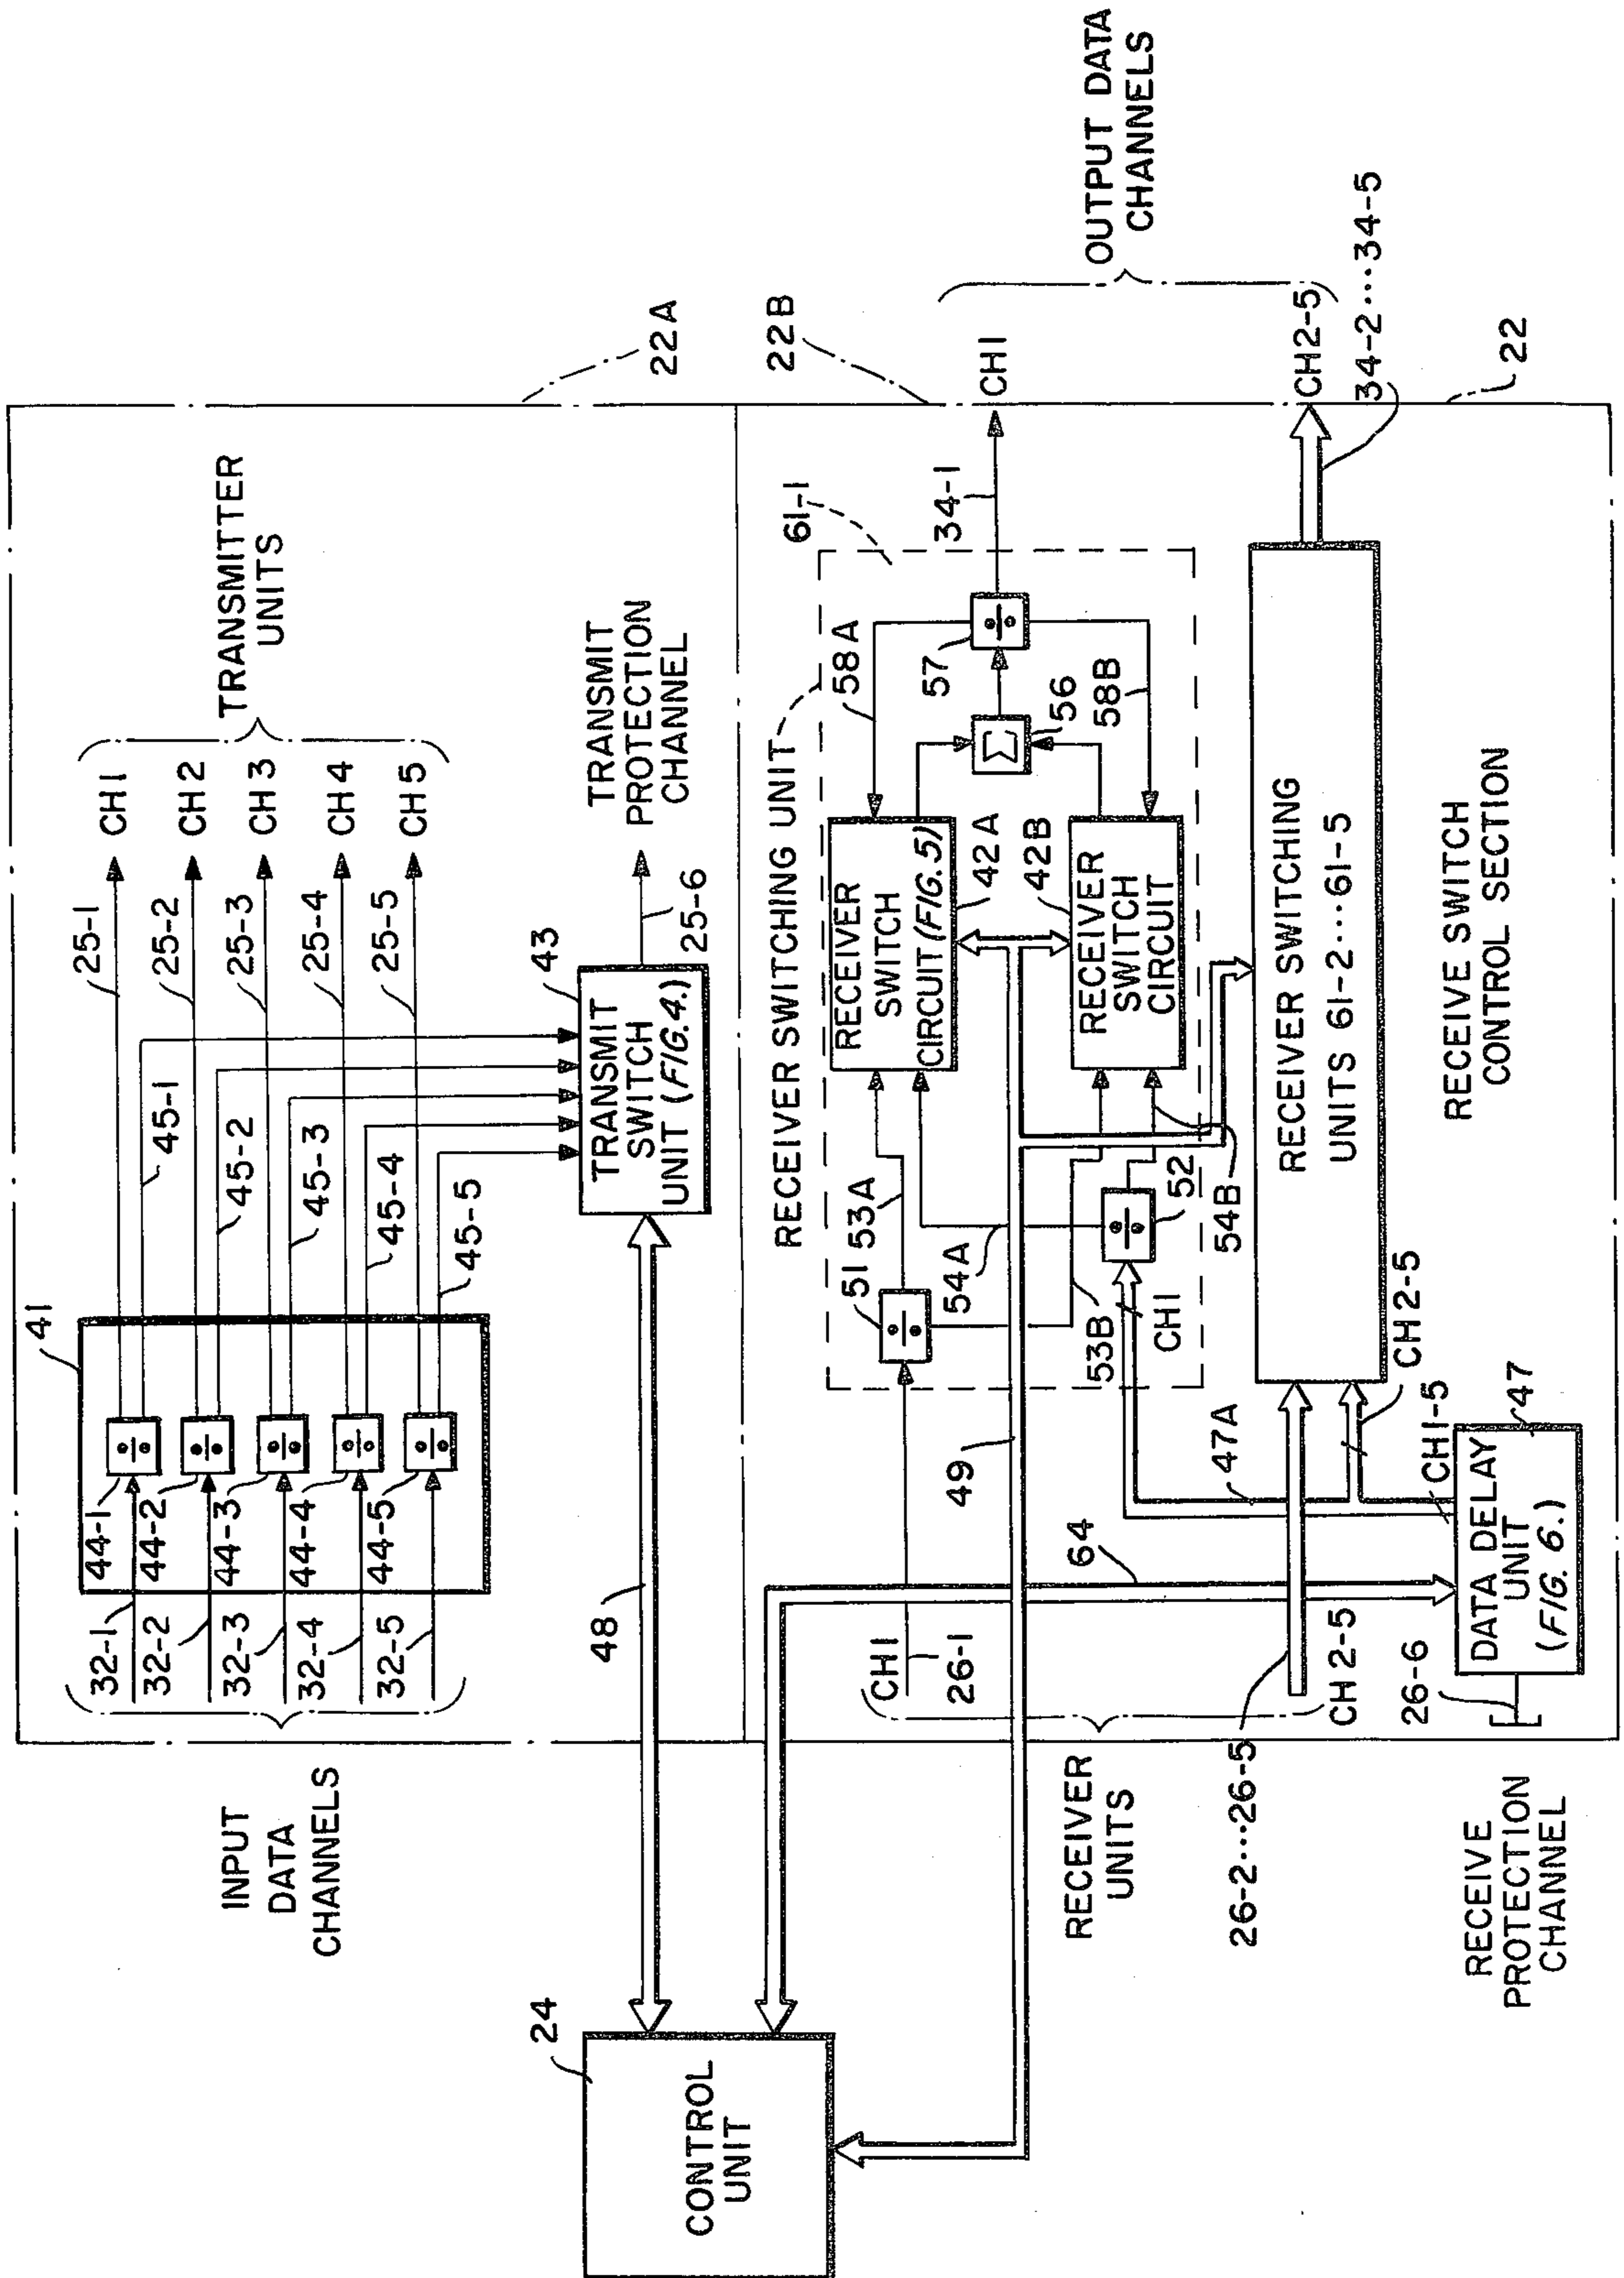 INPUT
DATA
CHANNELS
32-1
32-2
32-3
32-4
32-5
44-1
44-2
44-3
44-4
44-5
41
45-1
45-2
45-3
45-4
45-5
25-1
25-2
25-3
25-4
25-5
CH1
CH2
CH3
CH4
CH5
TRANSMITTER
UNITS
22A
24
CONTROL
UNIT
48
43
TRANSMIT
SWITCH
UNIT (FIG.4.)
25-6
TRANSMIT
PROTECTION
CHANNEL
22B
RECEIVER SWITCHING UNIT
61-1
RECEIVER
UNITS
CH1
26-1
51
53A
54A
53B
CH1
52
54B
49
64
47A
RECEIVER
SWITCH
CIRCUIT (FIG.5)
42A
42B
RECEIVER
SWITCH
CIRCUIT
58A
57
Σ
56
58B
34-1
CH1
OUTPUT DATA
CHANNELS
CH2-5
34-2...34-5
22
26-2...26-5
CH 2-5
RECEIVER SWITCHING
UNITS 61-2...61-5
CH2-5
CH1-5
47
DATA DELAY
UNIT
(FIG. 6.)
26-6
RECEIVE
PROTECTION
CHANNEL
RECEIVE SWITCH
CONTROL SECTION